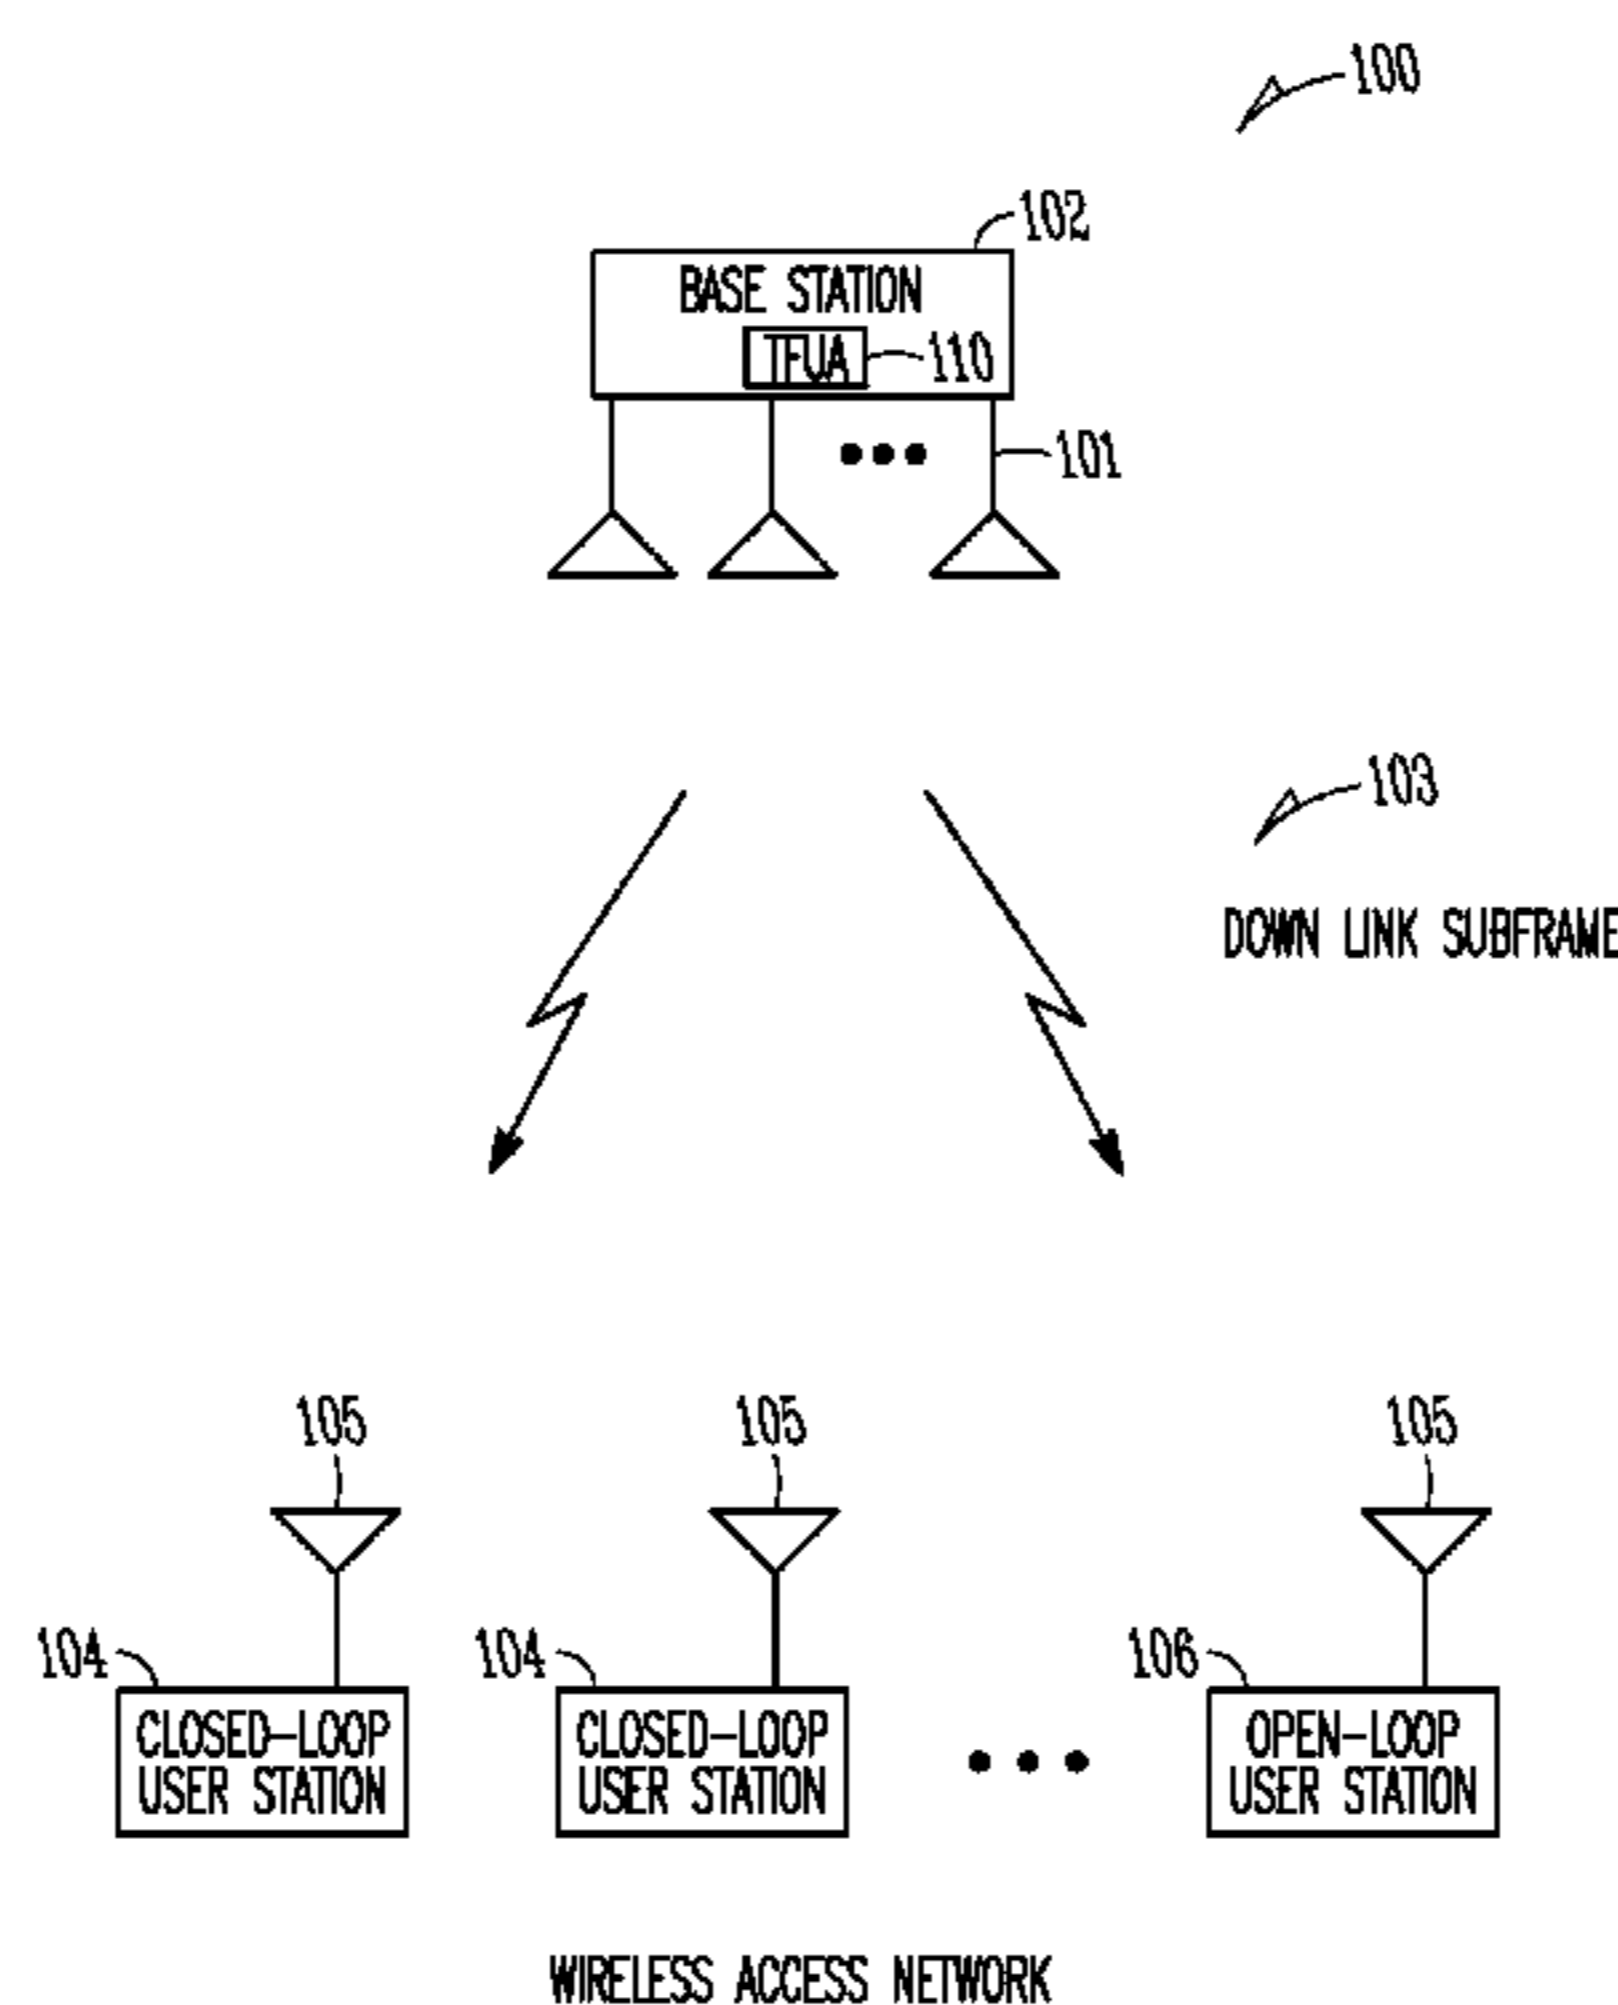 100
102
BASE STATION
TFUA
110
101
103
DOWN LINK SUBFRAME
105
105
105
104
104
106
CLOSED-LOOP
USER STATION
CLOSED-LOOP
USER STATION
OPEN-LOOP
USER STATION
WIRELESS ACCESS NETWORK